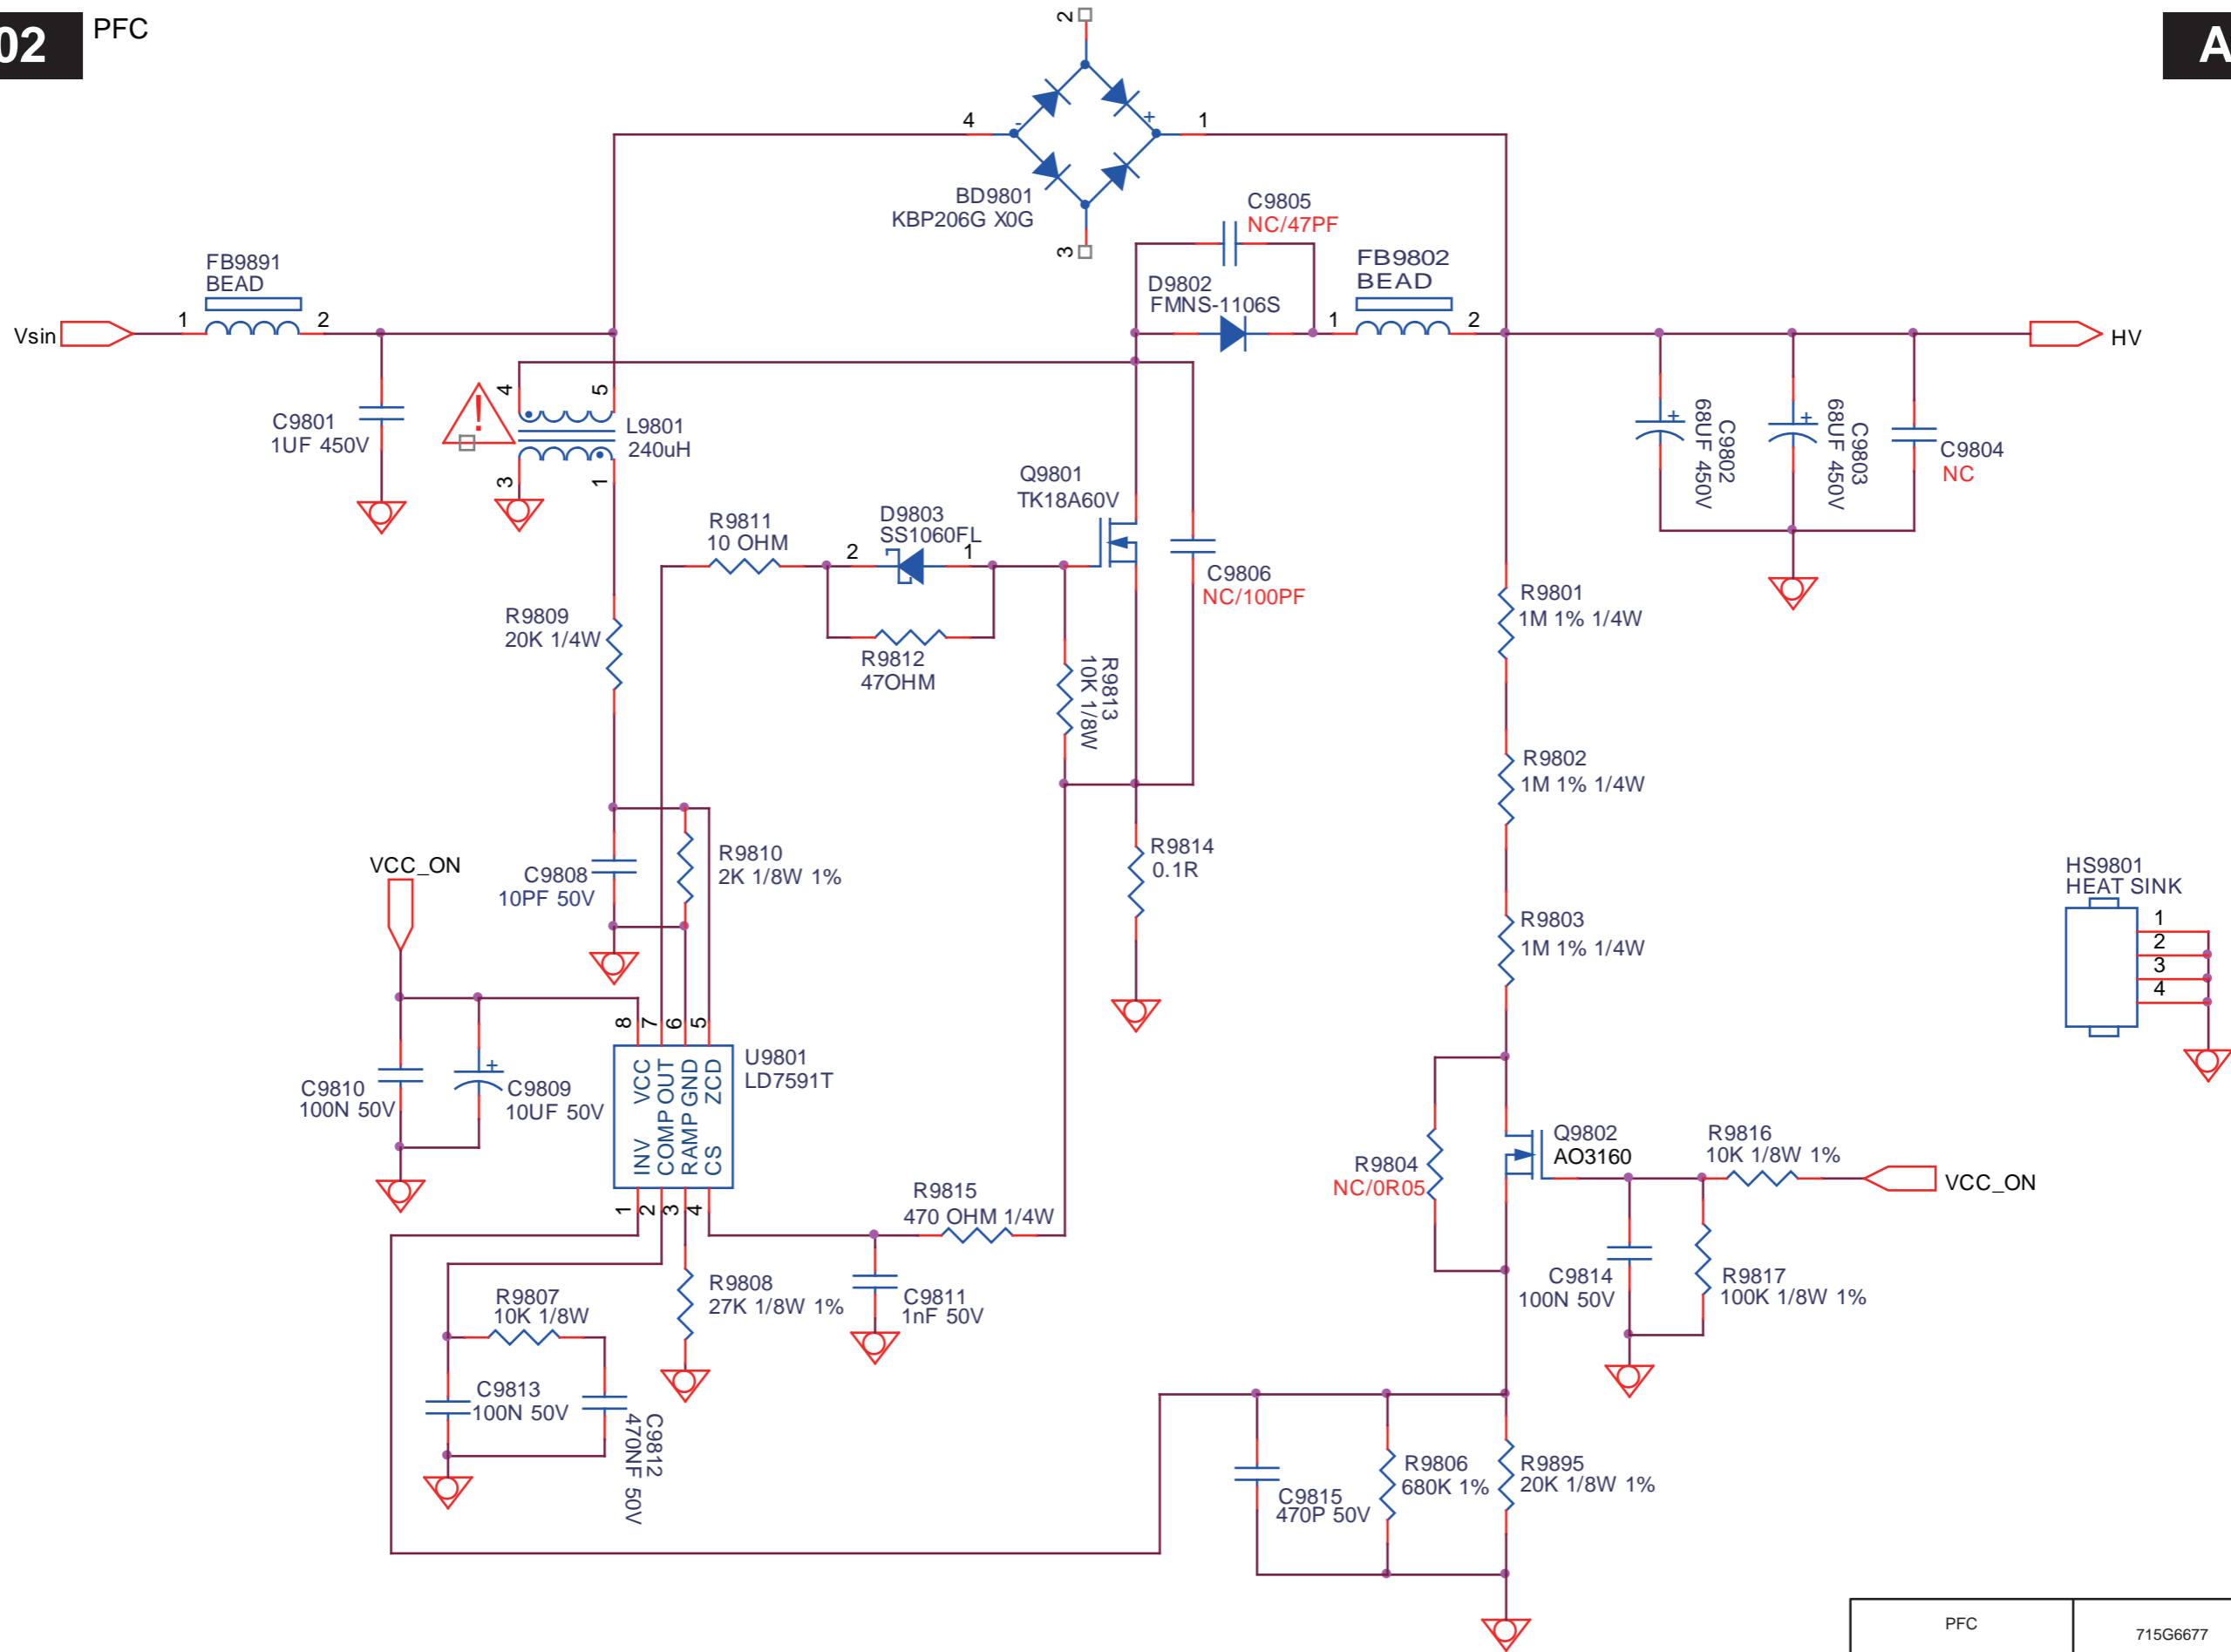 02
PFC
A
2
4
-
+
1
BD9801
KBP206G X0G
3
C9805
NC/47PF
FB9891
BEAD
Vsin
1
2
D9802
FMNS-1106S
FB9802
BEAD
1
2
HV
C9801
1UF 450V
4
5
!
L9801
240uH
3
1
+
C9802
68UF 450V
+
C9803
68UF 450V
C9804
NC
Q9801
TK18A60V
R9811
10 OHM
D9803
SS1060FL
2
1
C9806
NC/100PF
R9801
1M 1% 1/4W
R9809
20K 1/4W
R9812
47OHM
R9813
10K 1/8W
R9802
1M 1% 1/4W
VCC_ON
C9808
10PF 50V
R9810
2K 1/8W 1%
R9814
0.1R
R9803
1M 1% 1/4W
HS9801
HEAT SINK
1
2
3
4
8
7
6
5
C9810
100N 50V
+
C9809
10UF 50V
INV
VCC
COMP
OUT
RAMP
GND
CS
ZCD
U9801
LD7591T
1
2
3
4
R9815
470 OHM 1/4W
R9804
NC/0R05
Q9802
AO3160
R9816
10K 1/8W 1%
VCC_ON
R9807
10K 1/8W
R9808
27K 1/8W 1%
C9811
1nF 50V
C9814
100N 50V
R9817
100K 1/8W 1%
C9813
100N 50V
C9812
470NF 50V
C9815
470P 50V
R9806
680K 1%
R9895
20K 1/8W 1%
PFC
715G6677